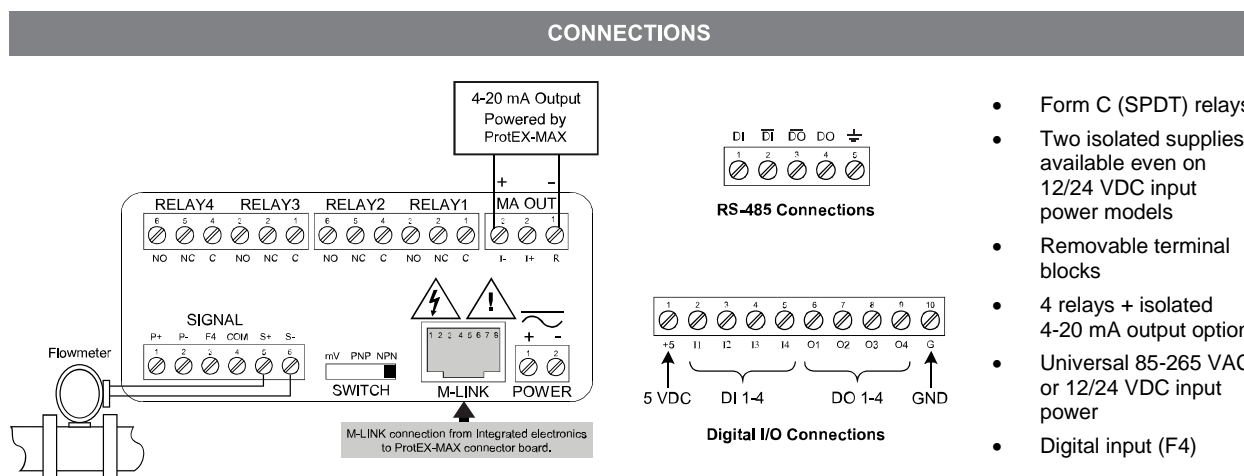 CONNECTIONS
4-20 mA Output
Powered by
ProtEX-MAX
+ -
RELAY4 RELAY3 RELAY2 RELAY1 MA OUT
6 5 4 3 2 1 6 5 4 3 2 1 3 2 1
NO NC C NO NC C NO NC C NO NC C I- I+ R
SIGNAL
P+ P- F4 COM S+ S-
1 2 3 4 5 6
Flowmeter
mV PNP NPN
SWITCH
!
1 2 3 4 5 6 7 8
M-LINK
+ -
1 2
POWER
M-LINK connection from Integrated electronics
to ProtEX-MAX connector board.
DI D̅I̅ D̅O̅ DO
1 2 3 4 5
RS-485 Connections
1 2 3 4 5 6 7 8 9 10
+5 I1 I2 I3 I4 O1 O2 O3 O4 G
5 VDC DI 1-4 DO 1-4 GND
Digital I/O Connections
• Form C (SPDT) relays
• Two isolated supplies
available even on
12/24 VDC input
power models
• Removable terminal
blocks
• 4 relays + isolated
4-20 mA output option
• Universal 85-265 VAC
or 12/24 VDC input
power
• Digital input (F4)